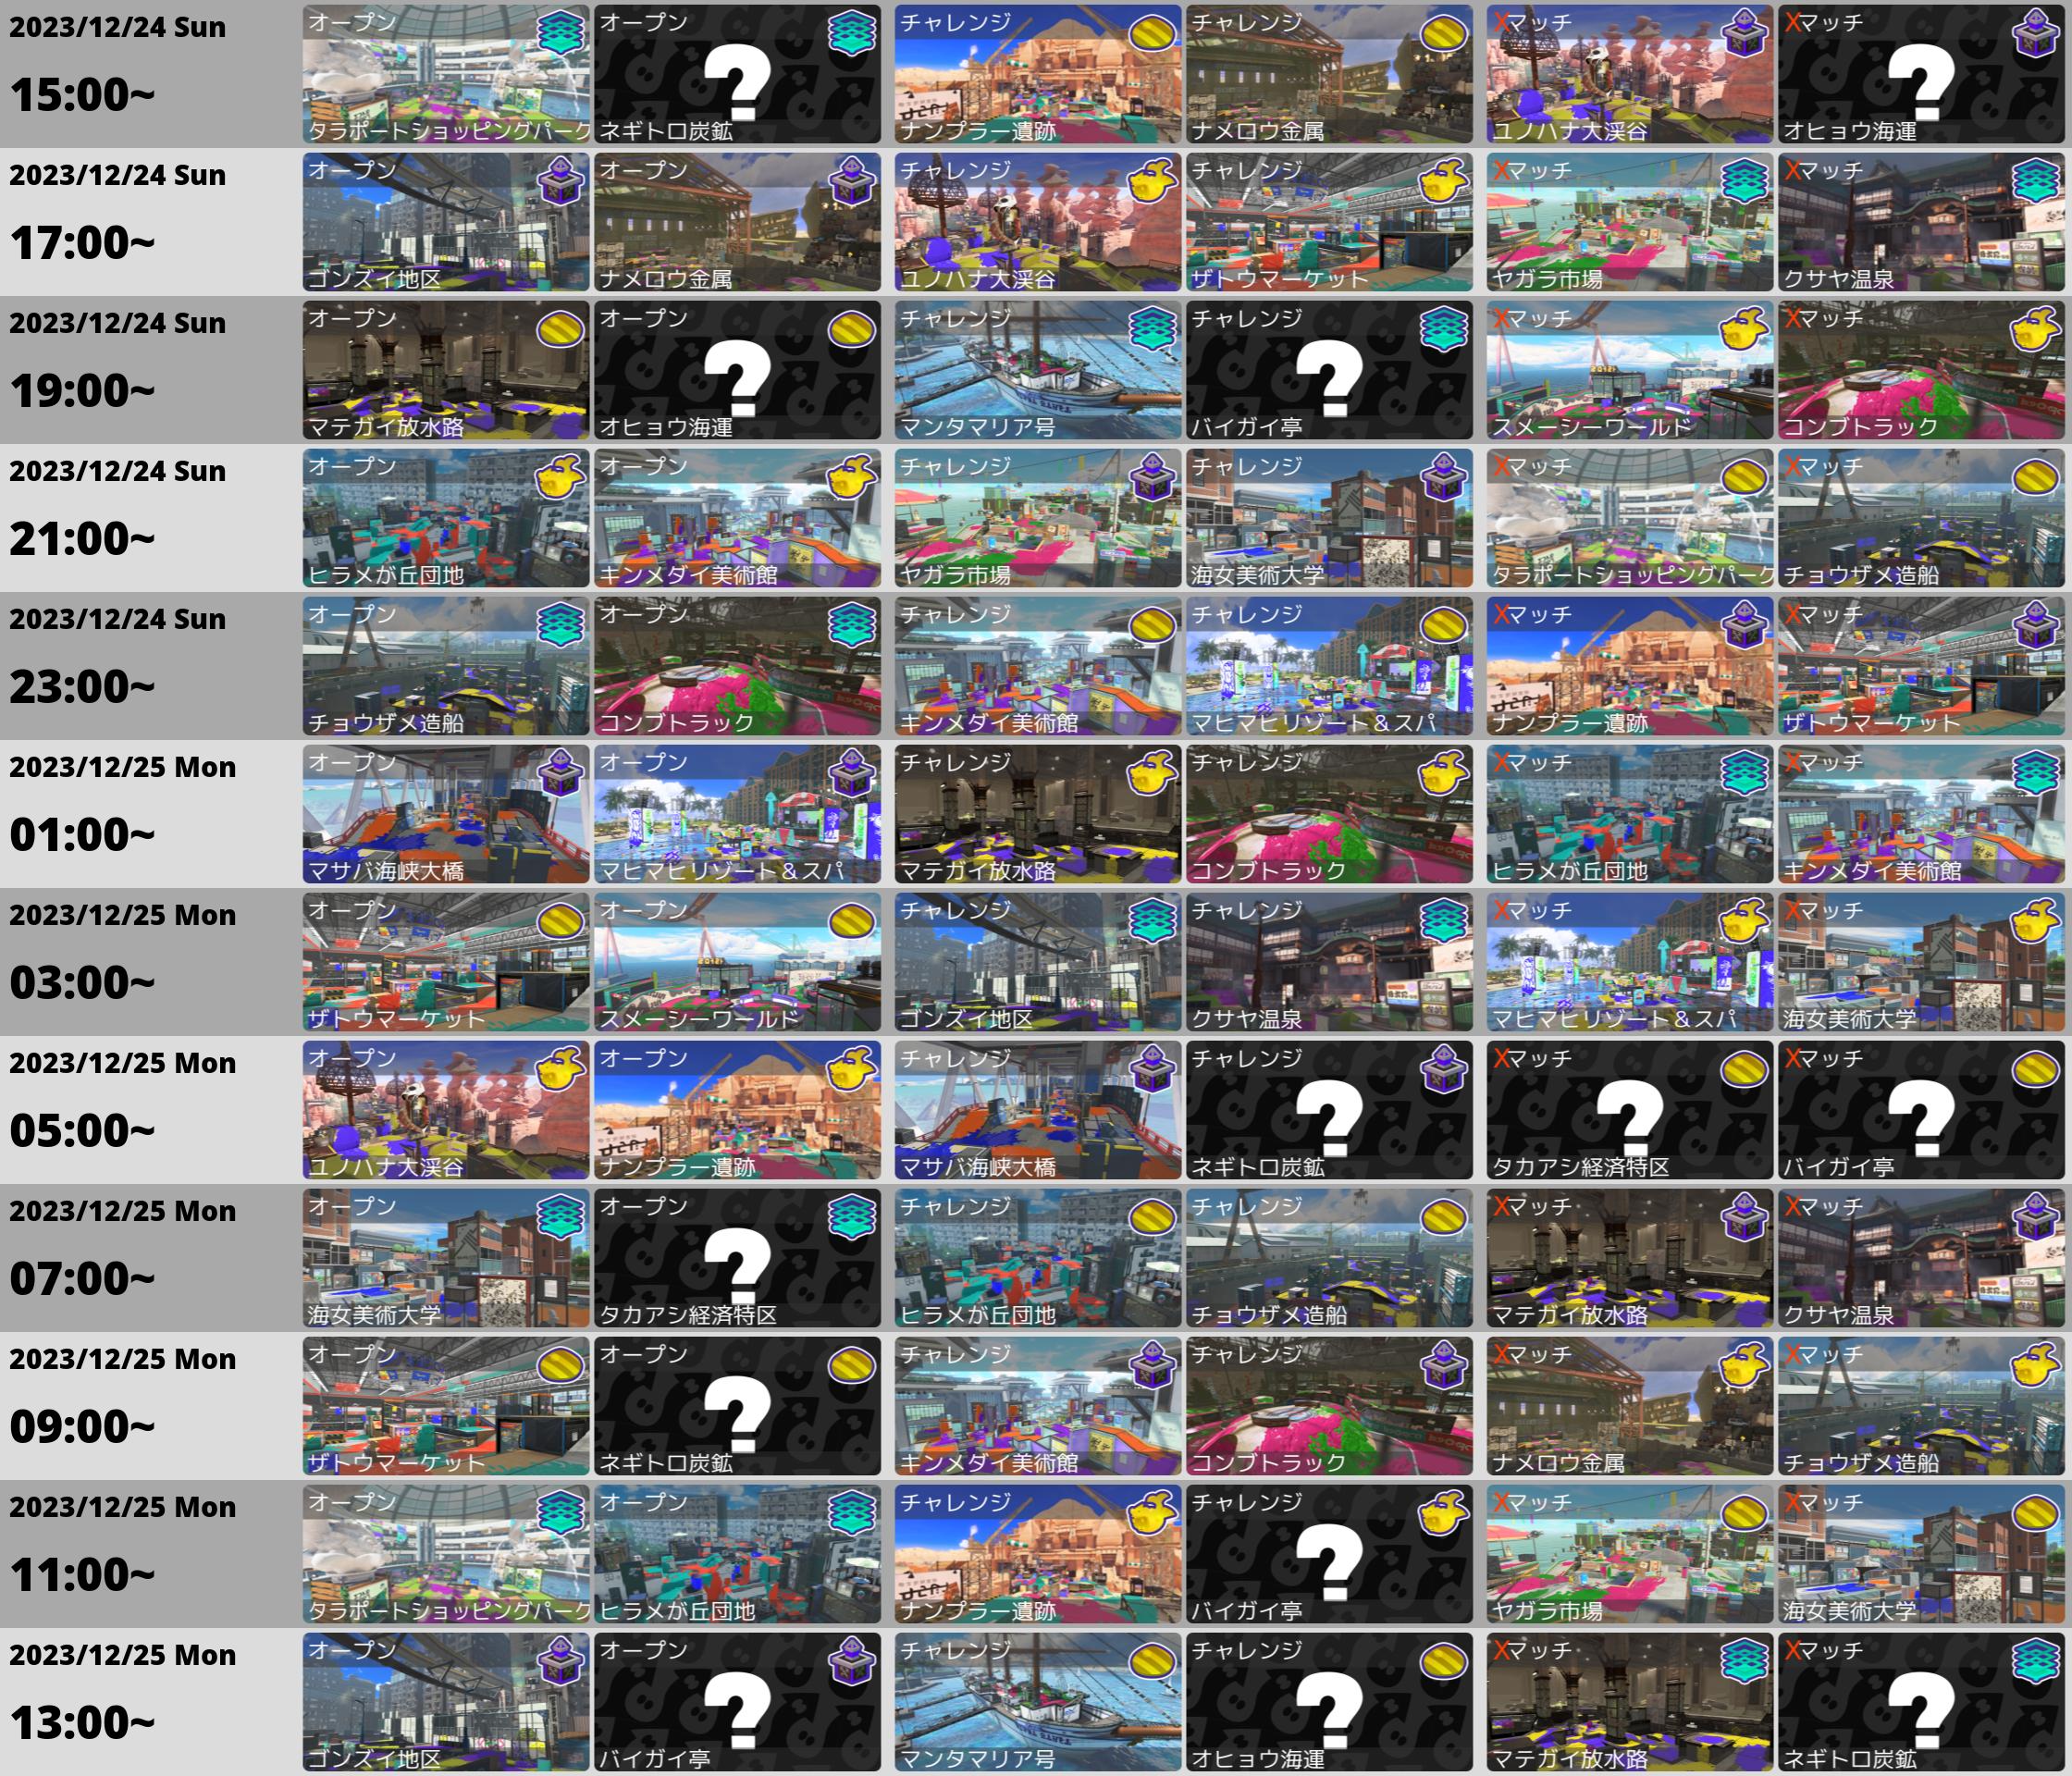 2023/12/24 Sun
15:00~
オープン
タラポートショッピングパーク
オープン
ネギトロ炭鉱
チャレンジ
ナンプラー遺跡
チャレンジ
ナメロウ金属
Xマッチ
ユノハナ大渓谷
Xマッチ
オヒョウ海運
2023/12/24 Sun
17:00~
オープン
ゴンズイ地区
オープン
ナメロウ金属
チャレンジ
ユノハナ大渓谷
チャレンジ
ザトウマーケット
Xマッチ
ヤガラ市場
Xマッチ
クサヤ温泉
2023/12/24 Sun
19:00~
オープン
マテガイ放水路
オープン
オヒョウ海運
チャレンジ
マンタマリア号
チャレンジ
バイガイ亭
Xマッチ
スメーシーワールド
Xマッチ
コンブトラック
2023/12/24 Sun
21:00~
オープン
ヒラメが丘団地
オープン
キンメダイ美術館
チャレンジ
ヤガラ市場
チャレンジ
海女美術大学
Xマッチ
タラポートショッピングパーク
Xマッチ
チョウザメ造船
2023/12/24 Sun
23:00~
オープン
チョウザメ造船
オープン
コンブトラック
チャレンジ
キンメダイ美術館
チャレンジ
マヒマヒリゾート＆スパ
Xマッチ
ナンプラー遺跡
Xマッチ
ザトウマーケット
2023/12/25 Mon
01:00~
オープン
マサバ海峡大橋
オープン
マヒマヒリゾート＆スパ
チャレンジ
マテガイ放水路
チャレンジ
コンブトラック
Xマッチ
ヒラメが丘団地
Xマッチ
キンメダイ美術館
2023/12/25 Mon
03:00~
オープン
ザトウマーケット
オープン
スメーシーワールド
チャレンジ
ゴンズイ地区
チャレンジ
クサヤ温泉
Xマッチ
マヒマヒリゾート＆スパ
Xマッチ
海女美術大学
2023/12/25 Mon
05:00~
オープン
ユノハナ大渓谷
オープン
ナンプラー遺跡
チャレンジ
マサバ海峡大橋
チャレンジ
ネギトロ炭鉱
Xマッチ
タカアシ経済特区
Xマッチ
バイガイ亭
2023/12/25 Mon
07:00~
オープン
海女美術大学
オープン
タカアシ経済特区
チャレンジ
ヒラメが丘団地
チャレンジ
チョウザメ造船
Xマッチ
マテガイ放水路
Xマッチ
クサヤ温泉
2023/12/25 Mon
09:00~
オープン
ザトウマーケット
オープン
ネギトロ炭鉱
チャレンジ
キンメダイ美術館
チャレンジ
コンブトラック
Xマッチ
ナメロウ金属
Xマッチ
チョウザメ造船
2023/12/25 Mon
11:00~
オープン
タラポートショッピングパーク
オープン
ヒラメが丘団地
チャレンジ
ナンプラー遺跡
チャレンジ
バイガイ亭
Xマッチ
ヤガラ市場
Xマッチ
海女美術大学
2023/12/25 Mon
13:00~
オープン
ゴンズイ地区
オープン
バイガイ亭
チャレンジ
マンタマリア号
チャレンジ
オヒョウ海運
Xマッチ
マテガイ放水路
Xマッチ
ネギトロ炭鉱